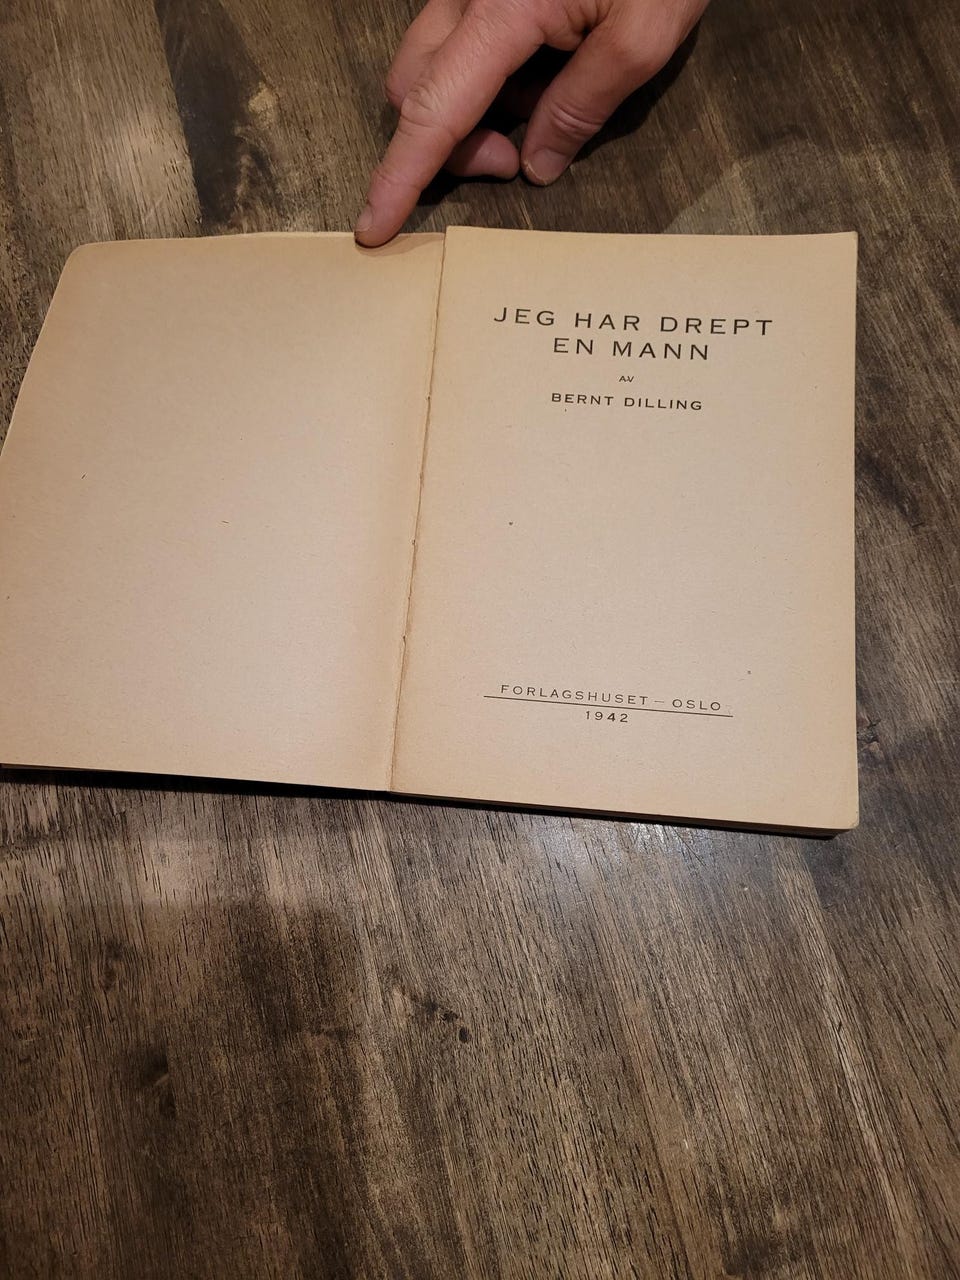 JEG HAR DREPT
EN MANN
AV
BERNT DILLING
FORLAGSHUSET — OSLO
1942